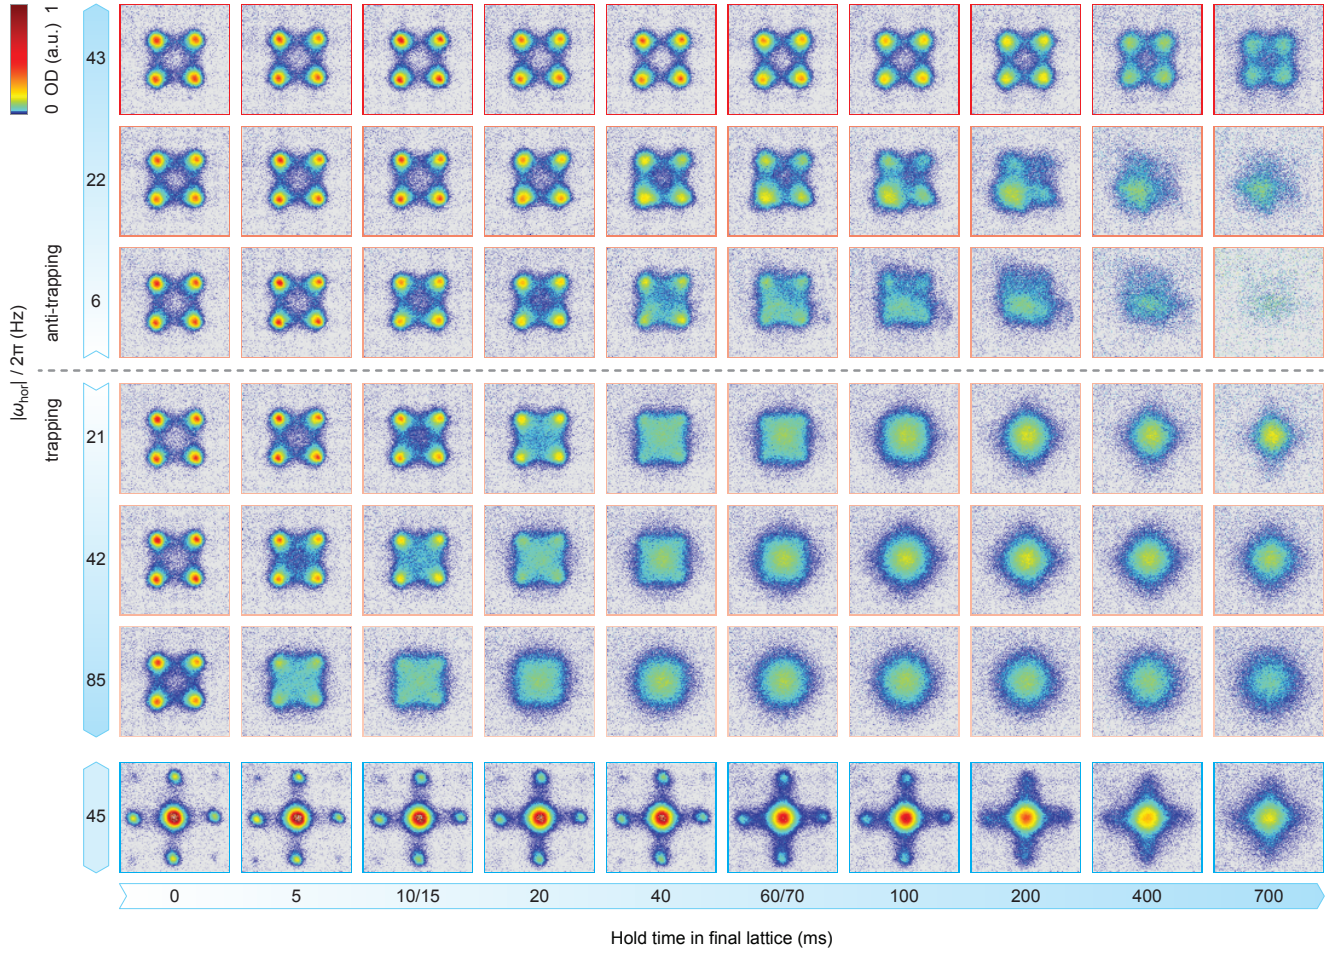 0 OD (a.u.) 1
|ω_hor| / 2π (Hz)
anti-trapping
trapping
43
22
6
21
42
85
45
0 5 10/15 20 40 60/70 100 200 400 700
Hold time in final lattice (ms)